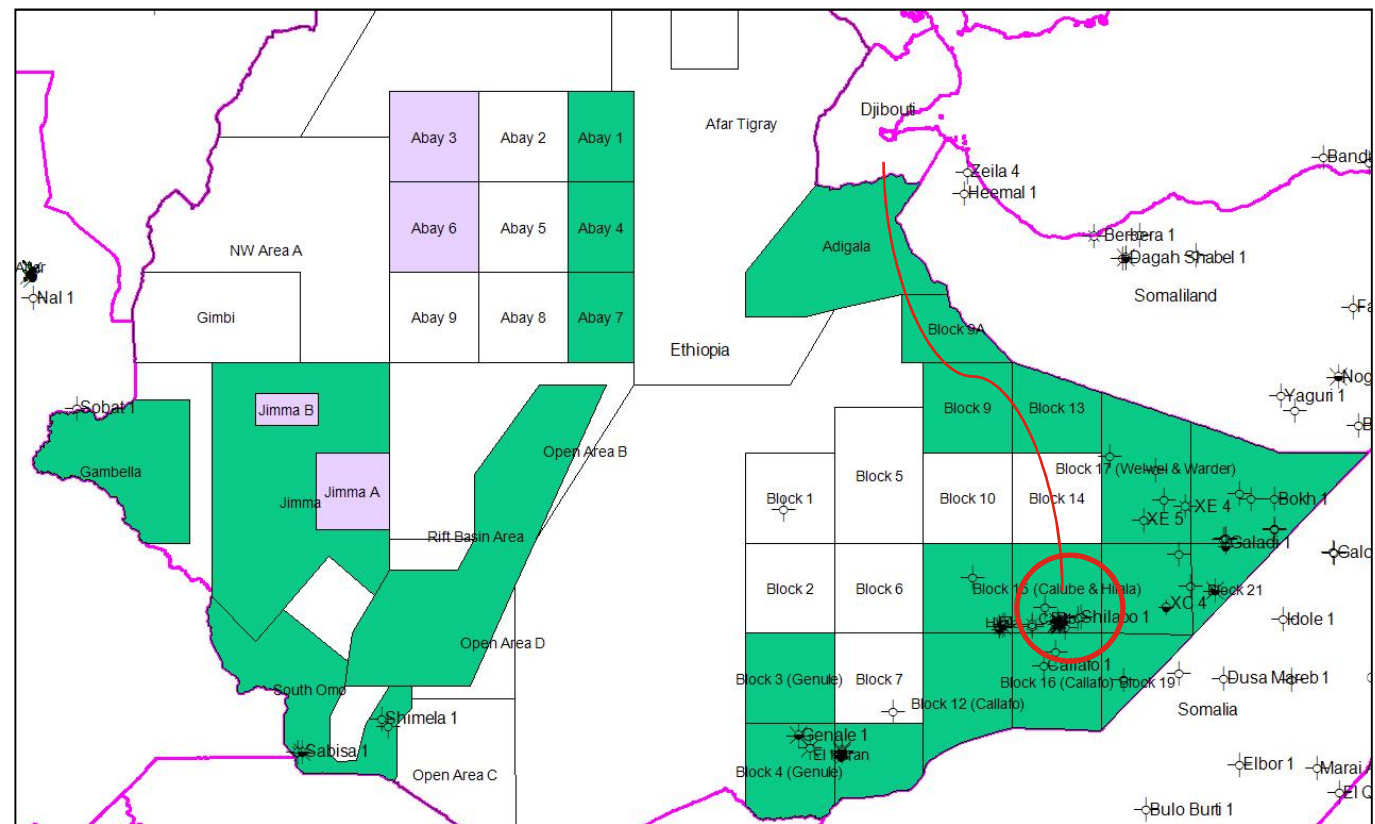 Djibouti
Afar Tigray
Abay 3
Abay 2
Abay 1
Zeila 4
Heemal 1
Abay 6
Abay 5
Abay 4
NW Area A
Adigala
Dagah Shabel 1
Nal 1
Somaliland
Gimbi
Abay 9
Abay 8
Abay 7
Block 9A
Ethiopia
Yaguri 1
Sobat 1
Jimma B
Block 9
Block 13
Gambella
Open Area B
Block 5
Block 17 (Welwel & Warder)
Jimma A
Jimma
Block 1
Block 10
Block 14
XE 4
Bokh 1
XE 5
Rift Basin Area
Galadi 1
Block 2
Block 6
Block 15 (Calube & Hilala)
Block 21
XC 4
Shilabo 1
Idole 1
Open Area D
Callafo 1
Block 3 (Genule)
Block 7
Block 16 (Callafo)
Block 19
Dusa Mareb 1
South Omo
Block 12 (Callafo)
Somalia
Shimela 1
Genale 1
Sabisa 1
Open Area C
Block 4 (Genule)
Elbor 1
Bulo Burti 1